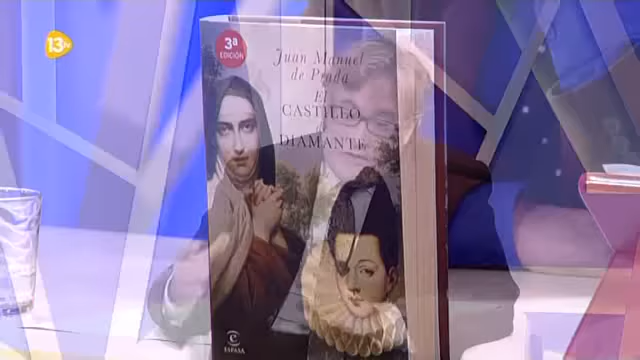 13tv
3ª
EDICIÓN
Juan Manuel
de Prada
El
CASTILLO
DIAMANTE
ESPASA